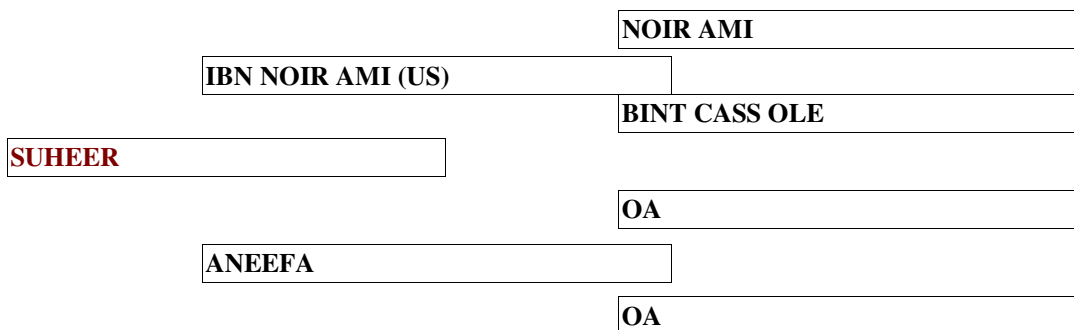 NOIR AMI
IBN NOIR AMI (US)
BINT CASS OLE
SUHEER
OA
ANEEFA
OA